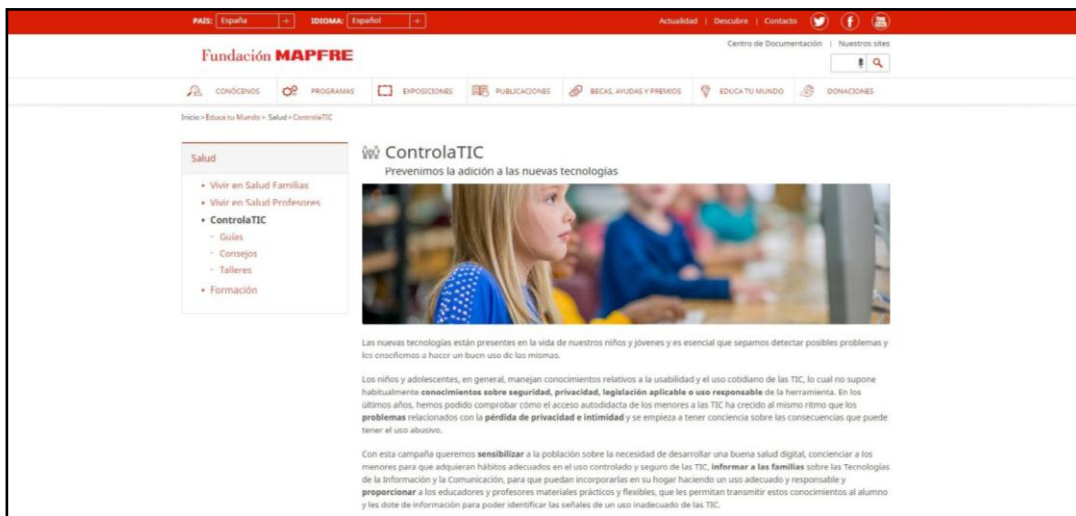 PAÍS: España + IDIOMA: Español + Actualidad | Descubre | Contacto
Centro de Documentación | Nuestros sites
Fundación MAPFRE
CONÓCENOS PROGRAMAS EXPOSICIONES PUBLICACIONES BECAS, AYUDAS Y PREMIOS EDUCA TU MUNDO DONACIONES
Inicio > Educa tu Mundo > Salud > ControlaTIC
Salud
Vivir en Salud Familias
Vivir en Salud Profesores
ControlaTIC
Guías
Consejos
Talleres
Formación
ControlaTIC
Prevenimos la adición a las nuevas tecnologías
Las nuevas tecnologías están presentes en la vida de nuestros niños y jóvenes y es esencial que sepamos detectar posibles problemas y
les enseñemos a hacer un buen uso de las mismas.
Los niños y adolescentes, en general, manejan conocimientos relativos a la usabilidad y el uso cotidiano de las TIC, lo cual no supone
habitualmente conocimientos sobre seguridad, privacidad, legislación aplicable o uso responsable de la herramienta. En los
últimos años, hemos podido comprobar cómo el acceso autodidacta de los menores a las TIC ha crecido al mismo ritmo que los
problemas relacionados con la pérdida de privacidad e intimidad y se empieza a tener conciencia sobre las consecuencias que puede
tener el uso abusivo.
Con esta campaña queremos sensibilizar a la población sobre la necesidad de desarrollar una buena salud digital, concienciar a los
menores para que adquieran hábitos adecuados en el uso controlado y seguro de las TIC, informar a las familias sobre las Tecnologías
de la Información y la Comunicación, para que puedan incorporarlas en su hogar haciendo un uso adecuado y responsable y
proporcionar a los educadores y profesores materiales prácticos y flexibles, que les permitan transmitir estos conocimientos al alumno
y les dote de información para poder identificar las señales de un uso inadecuado de las TIC.